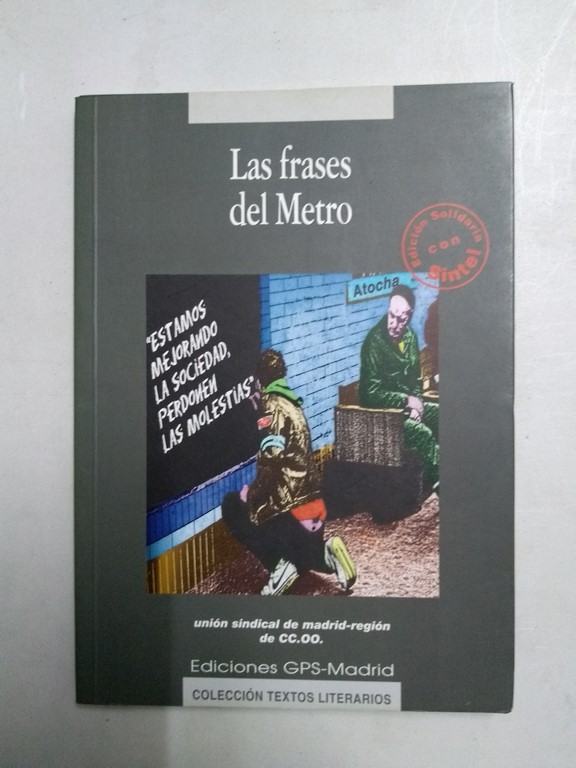 Las frases
del Metro
Edición Solidaria
con
Sintel
Atocha
"ESTAMOS
MEJORANDO
LA SOCIEDAD,
PERDONEN
LAS MOLESTIAS"
unión sindical de madrid-región
de CC.OO.
Ediciones GPS-Madrid
COLECCIÓN TEXTOS LITERARIOS